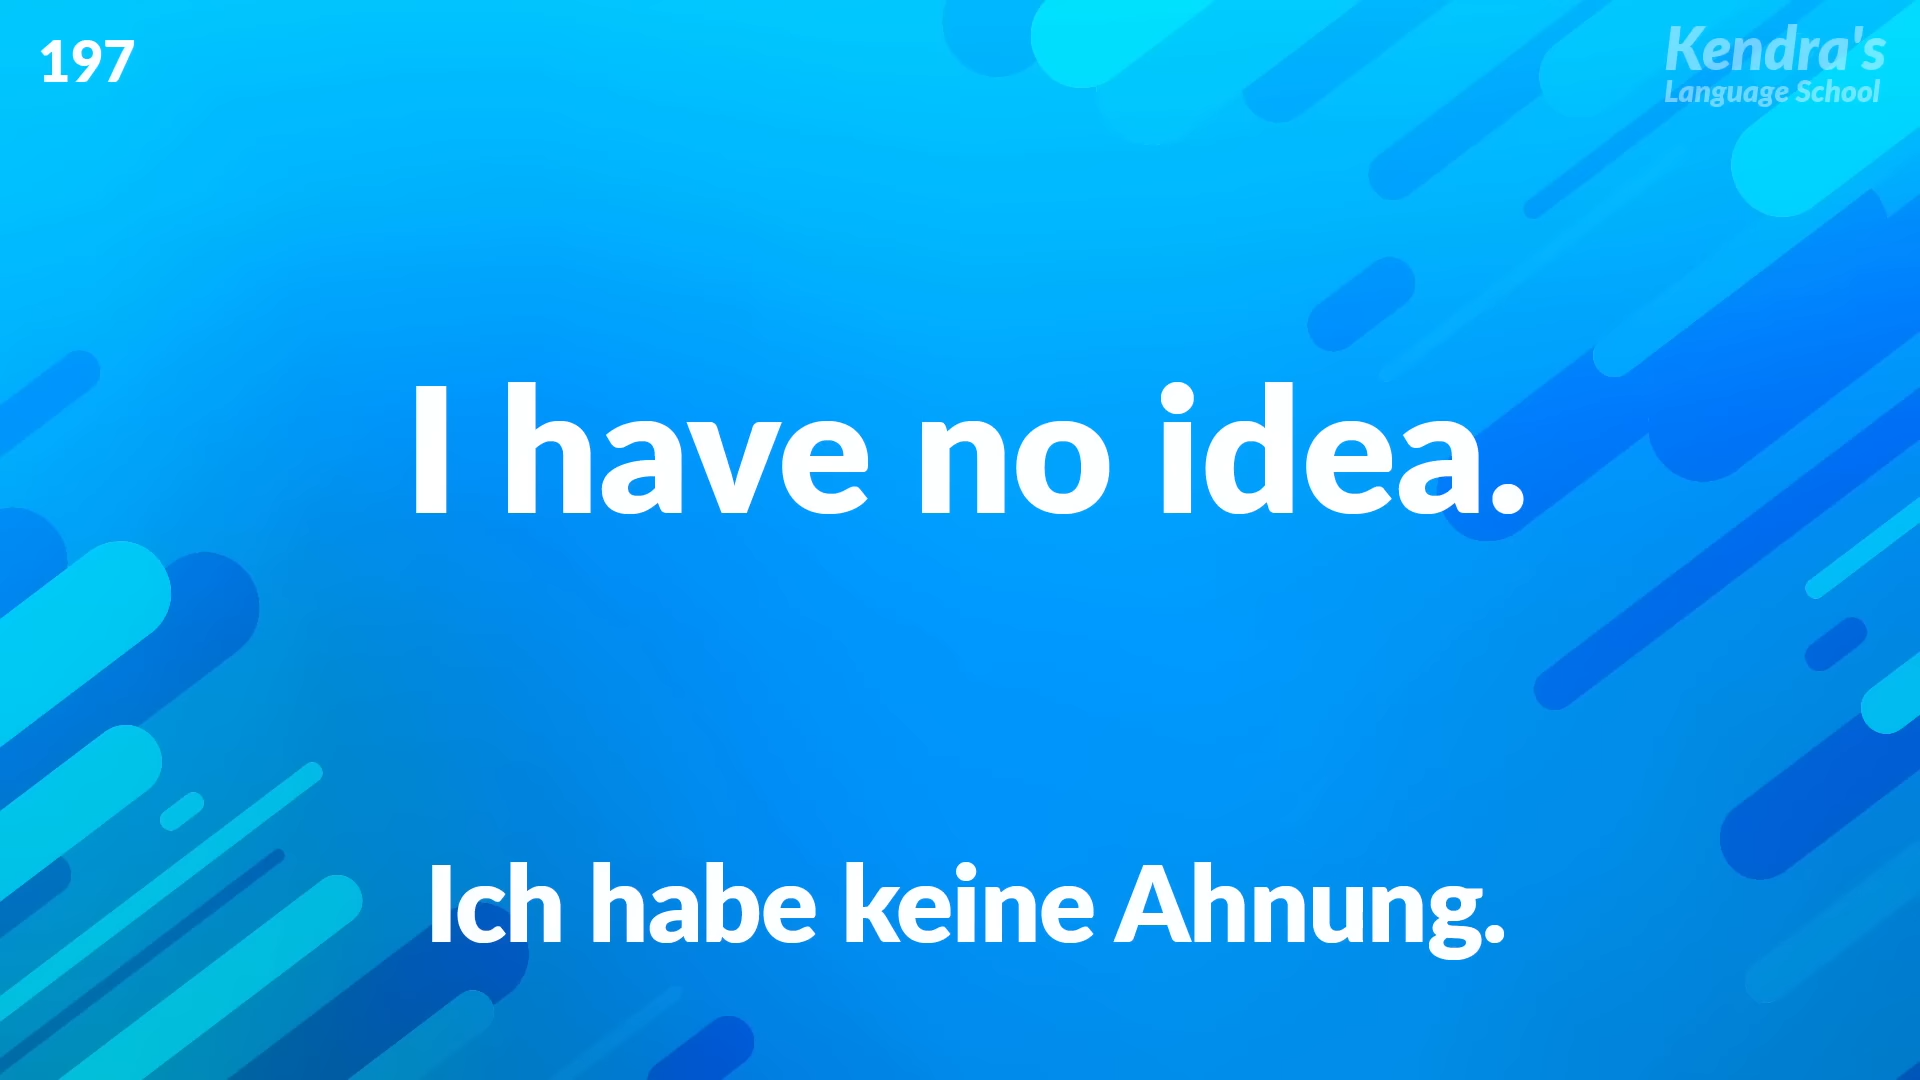 197
Kendra's
Language School
I have no idea.
Ich habe keine Ahnung.